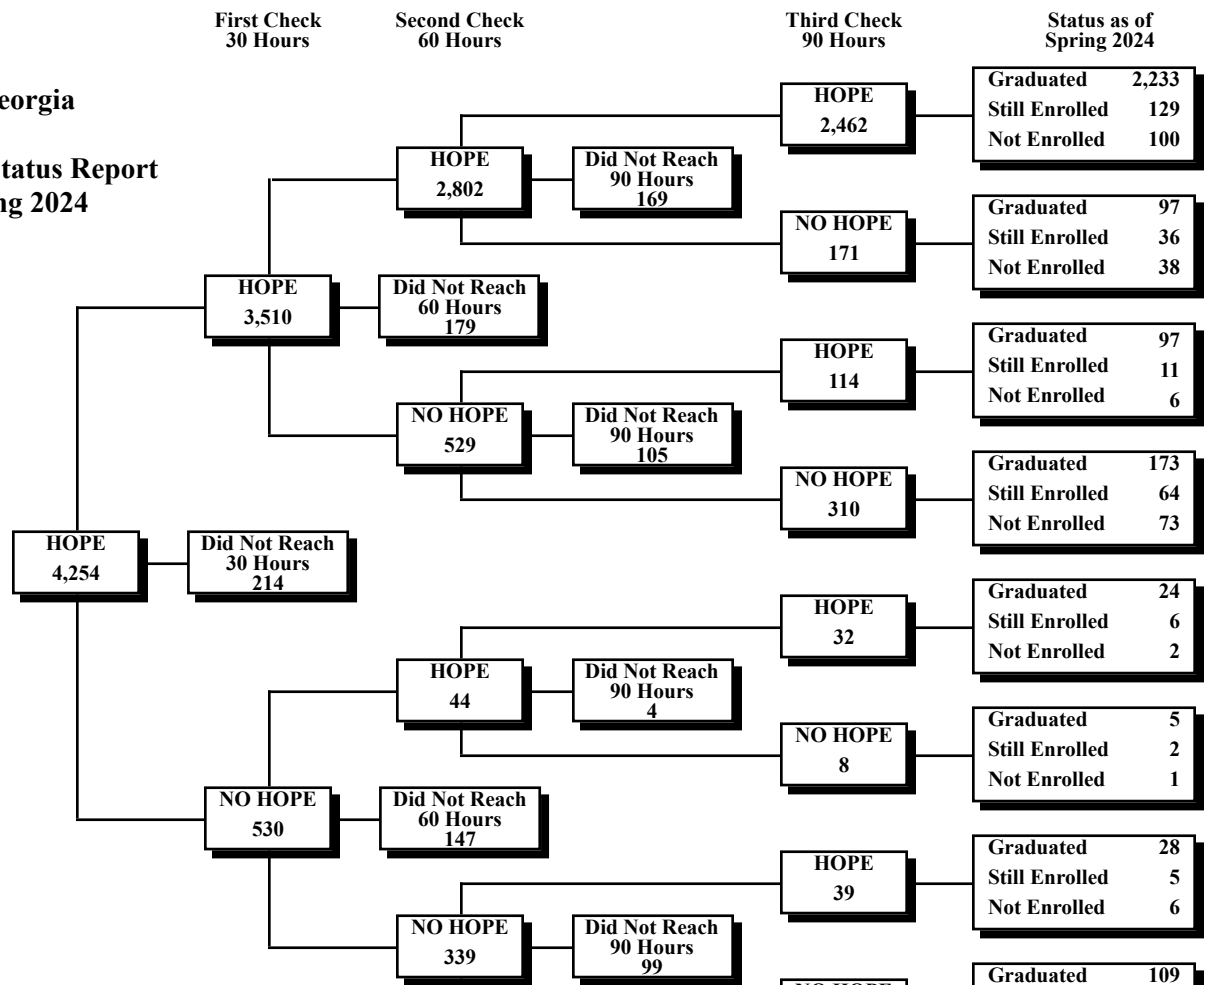 First Check
30 Hours
Second Check
60 Hours
Third Check
90 Hours
Status as of
Spring 2024
eorgia
tatus Report
ng 2024
HOPE
4,254
Did Not Reach
30 Hours
214
HOPE
3,510
Did Not Reach
60 Hours
179
HOPE
2,802
Did Not Reach
90 Hours
169
HOPE
2,462
Graduated 2,233
Still Enrolled 129
Not Enrolled 100
NO HOPE
171
Graduated 97
Still Enrolled 36
Not Enrolled 38
NO HOPE
529
Did Not Reach
90 Hours
105
HOPE
114
Graduated 97
Still Enrolled 11
Not Enrolled 6
NO HOPE
310
Graduated 173
Still Enrolled 64
Not Enrolled 73
NO HOPE
530
Did Not Reach
60 Hours
147
HOPE
44
Did Not Reach
90 Hours
4
HOPE
32
Graduated 24
Still Enrolled 6
Not Enrolled 2
NO HOPE
8
Graduated 5
Still Enrolled 2
Not Enrolled 1
NO HOPE
339
Did Not Reach
90 Hours
99
HOPE
39
Graduated 28
Still Enrolled 5
Not Enrolled 6
NO HOPE
Graduated 109